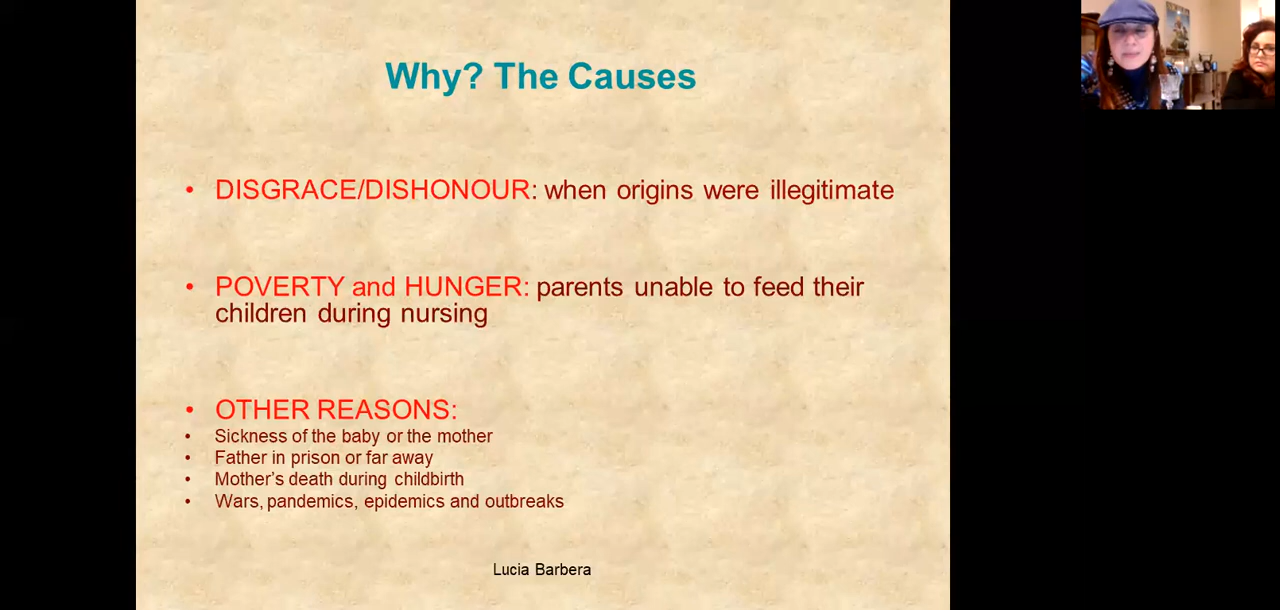 Why? The Causes
• DISGRACE/DISHONOUR: when origins were illegitimate
• POVERTY and HUNGER: parents unable to feed their
children during nursing
• OTHER REASONS:
• Sickness of the baby or the mother
• Father in prison or far away
• Mother's death during childbirth
• Wars, pandemics, epidemics and outbreaks
Lucia Barbera